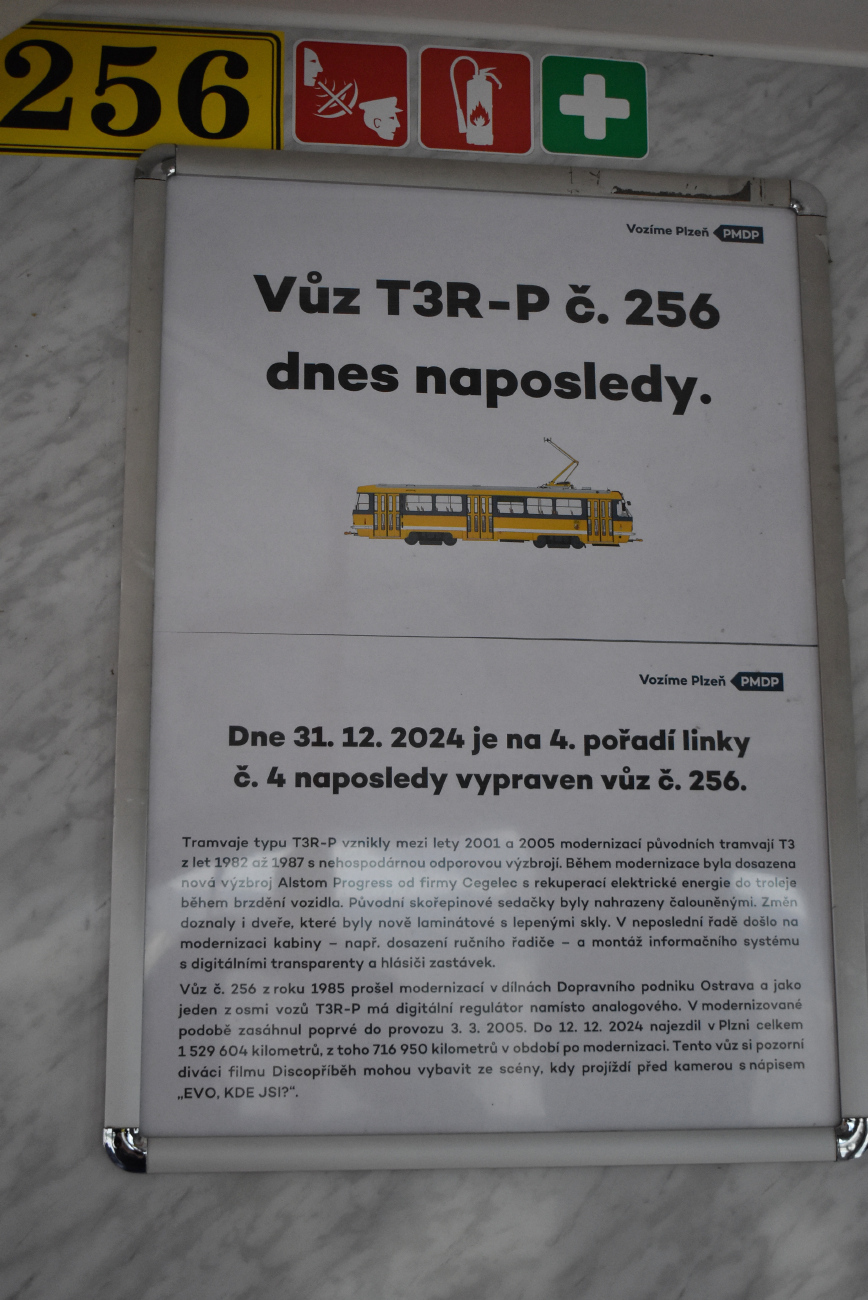 256
Vozíme Plzeň PMDP
Vůz T3R-P č. 256
dnes naposledy.
Vozíme Plzeň PMDP
Dne 31. 12. 2024 je na 4. pořadí linky
č. 4 naposledy vypraven vůz č. 256.
Tramvaje typu T3R-P vznikly mezi lety 2001 a 2005 modernizací původních tramvají T3
z let 1982 až 1987 s nehospodárnou odporovou výzbrojí. Během modernizace byla dosazena
nová výzbroj Alstom Progress od firmy Cegelec s rekuperací elektrické energie do troleje
během brzdění vozidla. Původní skořepinové sedačky byly nahrazeny čalouněnými. Změn
doznaly i dveře, které byly nově laminátové s lepenými skly. V neposlední řadě došlo na
modernizaci kabiny – např. dosazení ručního řadiče – a montáž informačního systému
s digitálními transparenty a hlásiči zastávek.
Vůz č. 256 z roku 1985 prošel modernizací v dílnách Dopravního podniku Ostrava a jako
jeden z osmi vozů T3R-P má digitální regulátor namísto analogového. V modernizované
podobě zasáhnul poprvé do provozu 3. 3. 2005. Do 12. 12. 2024 najezdil v Plzni celkem
1 529 604 kilometrů, z toho 716 950 kilometrů v období po modernizaci. Tento vůz si pozorní
diváci filmu Discopříběh mohou vybavit ze scény, kdy projíždí před kamerou s nápisem
„EVO, KDE JSI?“.